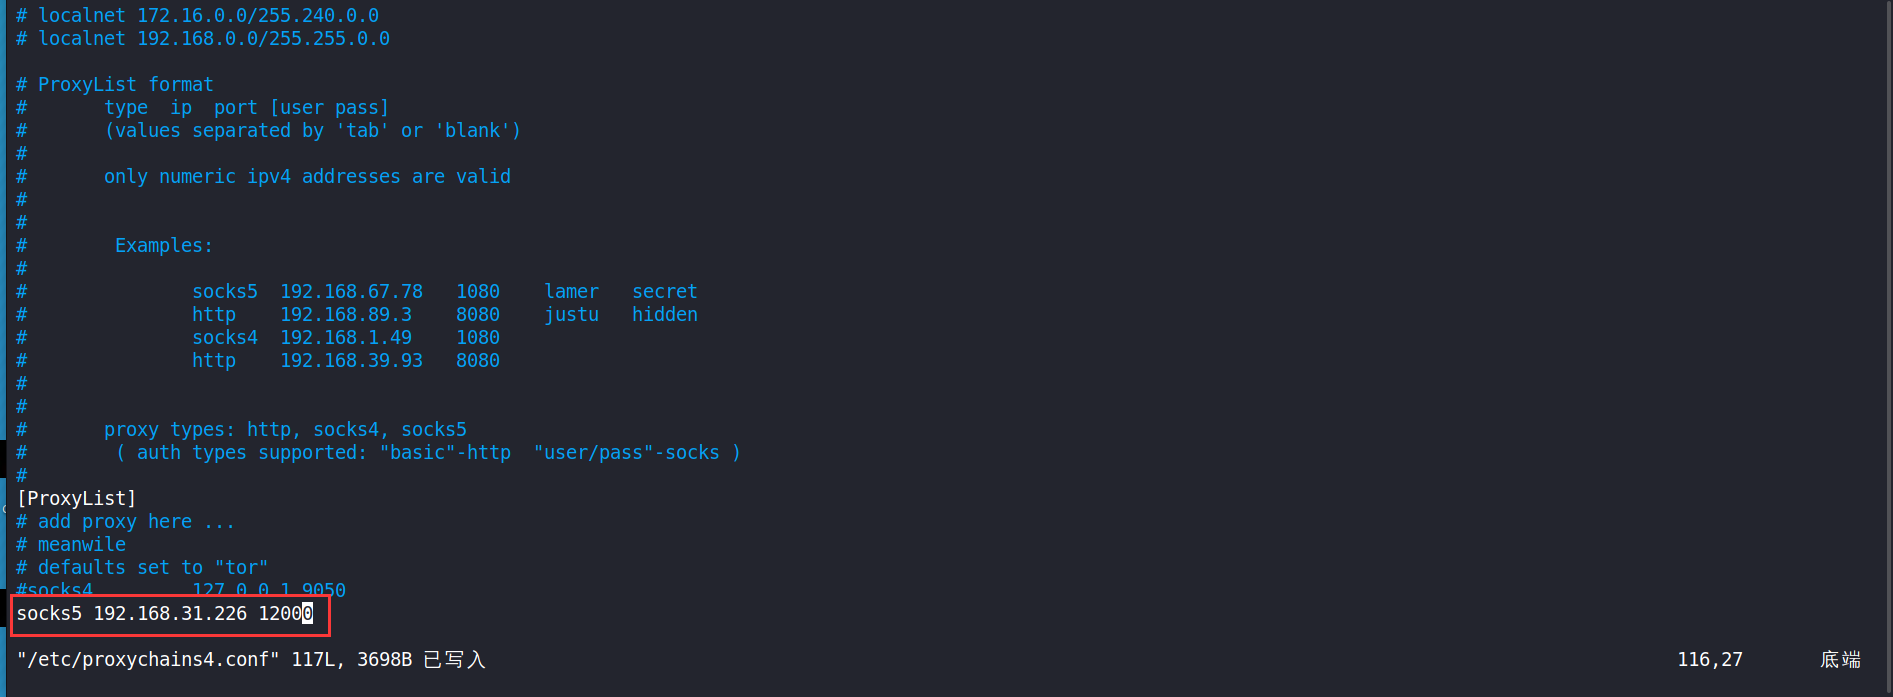 # localnet 172.16.0.0/255.240.0.0
# localnet 192.168.0.0/255.255.0.0
# ProxyList format
#       type  ip  port [user pass]
#       (values separated by 'tab' or 'blank')
#
#       only numeric ipv4 addresses are valid
#
#
#        Examples:
#
#               socks5  192.168.67.78   1080    lamer   secret
#               http    192.168.89.3    8080    justu   hidden
#               socks4  192.168.1.49    1080
#               http    192.168.39.93   8080
#
#
#       proxy types: http, socks4, socks5
#        ( auth types supported: "basic"-http  "user/pass"-socks )
#
[ProxyList]
# add proxy here ...
# meanwile
# defaults set to "tor"
#socks4         127.0.0.1 9050
socks5 192.168.31.226 12000
"/etc/proxychains4.conf" 117L, 3698B 已写入 116,27 底端